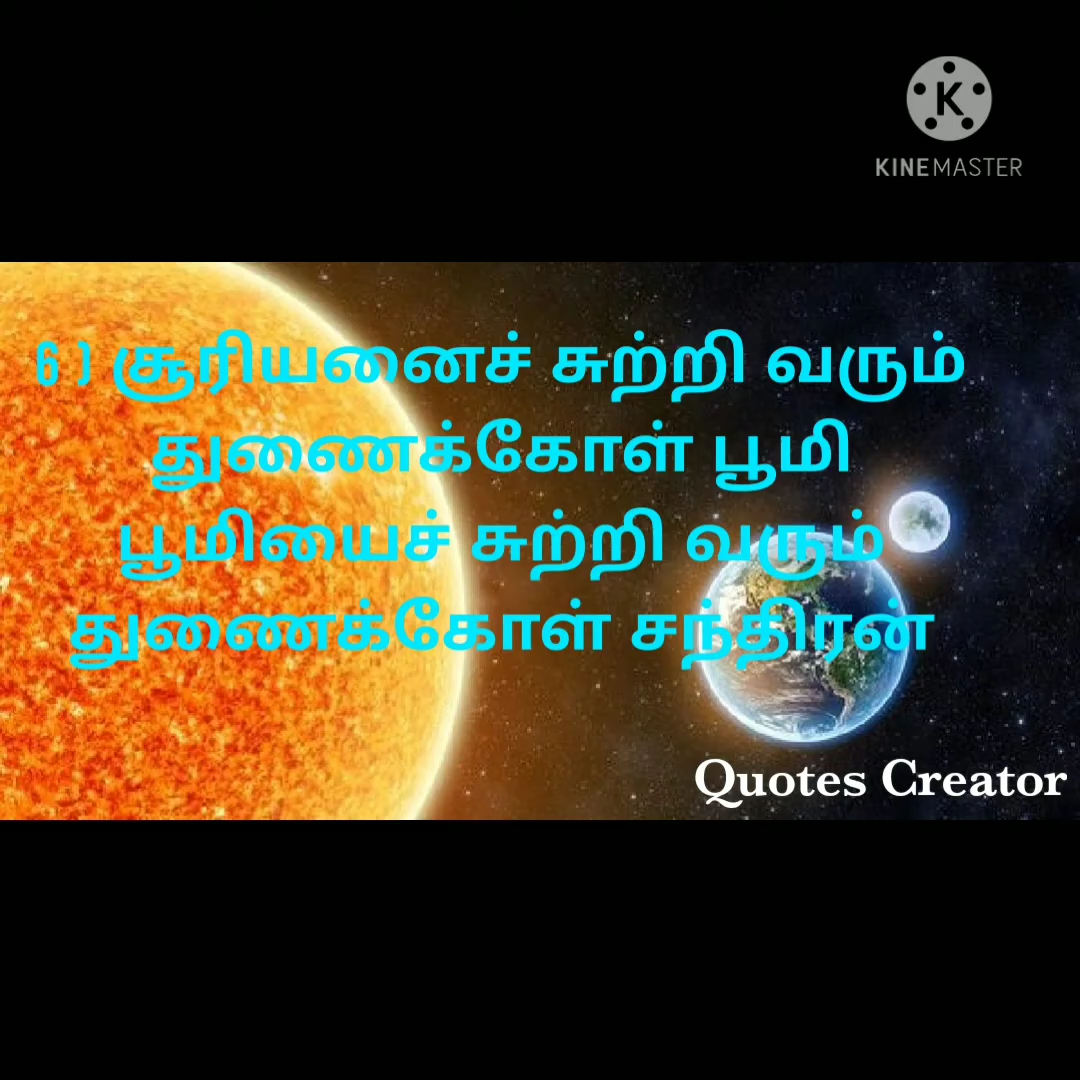 K
KINEMASTER
6 ) சூரியனைச் சுற்றி வரும்
துணைக்கோள் பூமி
பூமியைச் சுற்றி வரும்
துணைக்கோள் சந்திரன்
Quotes Creator